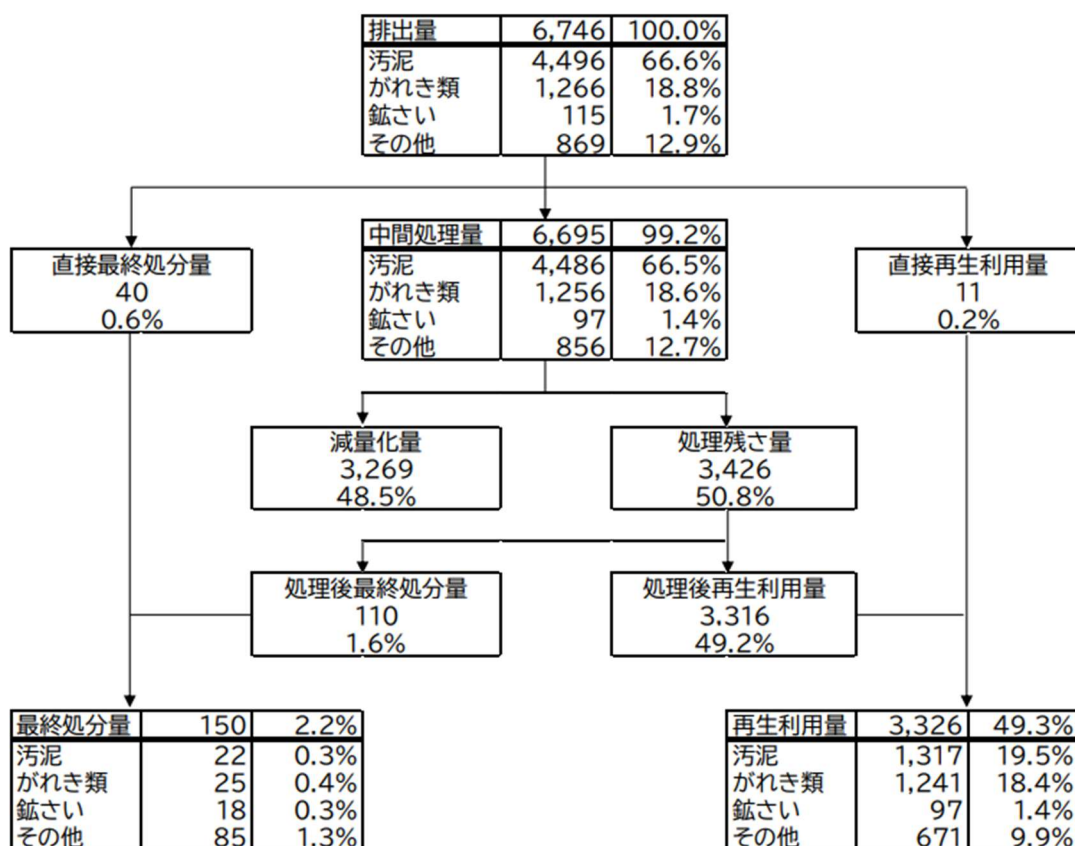 排出量 6,746 100.0%
汚泥 4,496 66.6%
がれき類 1,266 18.8%
鉱さい 115 1.7%
その他 869 12.9%
中間処理量 6,695 99.2%
汚泥 4,486 66.5%
がれき類 1,256 18.6%
鉱さい 97 1.4%
その他 856 12.7%
直接最終処分量
40
0.6%
直接再生利用量
11
0.2%
減量化量
3,269
48.5%
処理残さ量
3,426
50.8%
処理後最終処分量
110
1.6%
処理後再生利用量
3,316
49.2%
最終処分量 150 2.2%
汚泥 22 0.3%
がれき類 25 0.4%
鉱さい 18 0.3%
その他 85 1.3%
再生利用量 3,326 49.3%
汚泥 1,317 19.5%
がれき類 1,241 18.4%
鉱さい 97 1.4%
その他 671 9.9%